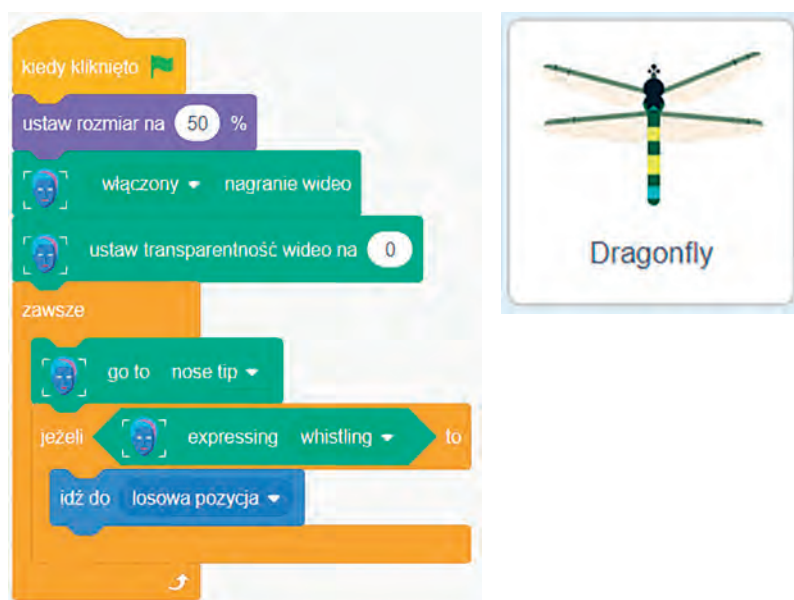 kiedy kliknięto
ustaw rozmiar na 50 %
włączony nagranie wideo
ustaw transparentność wideo na 0
zawsze
go to nose tip
jeżeli expressing whistling to
idź do losowa pozycja
Dragonfly